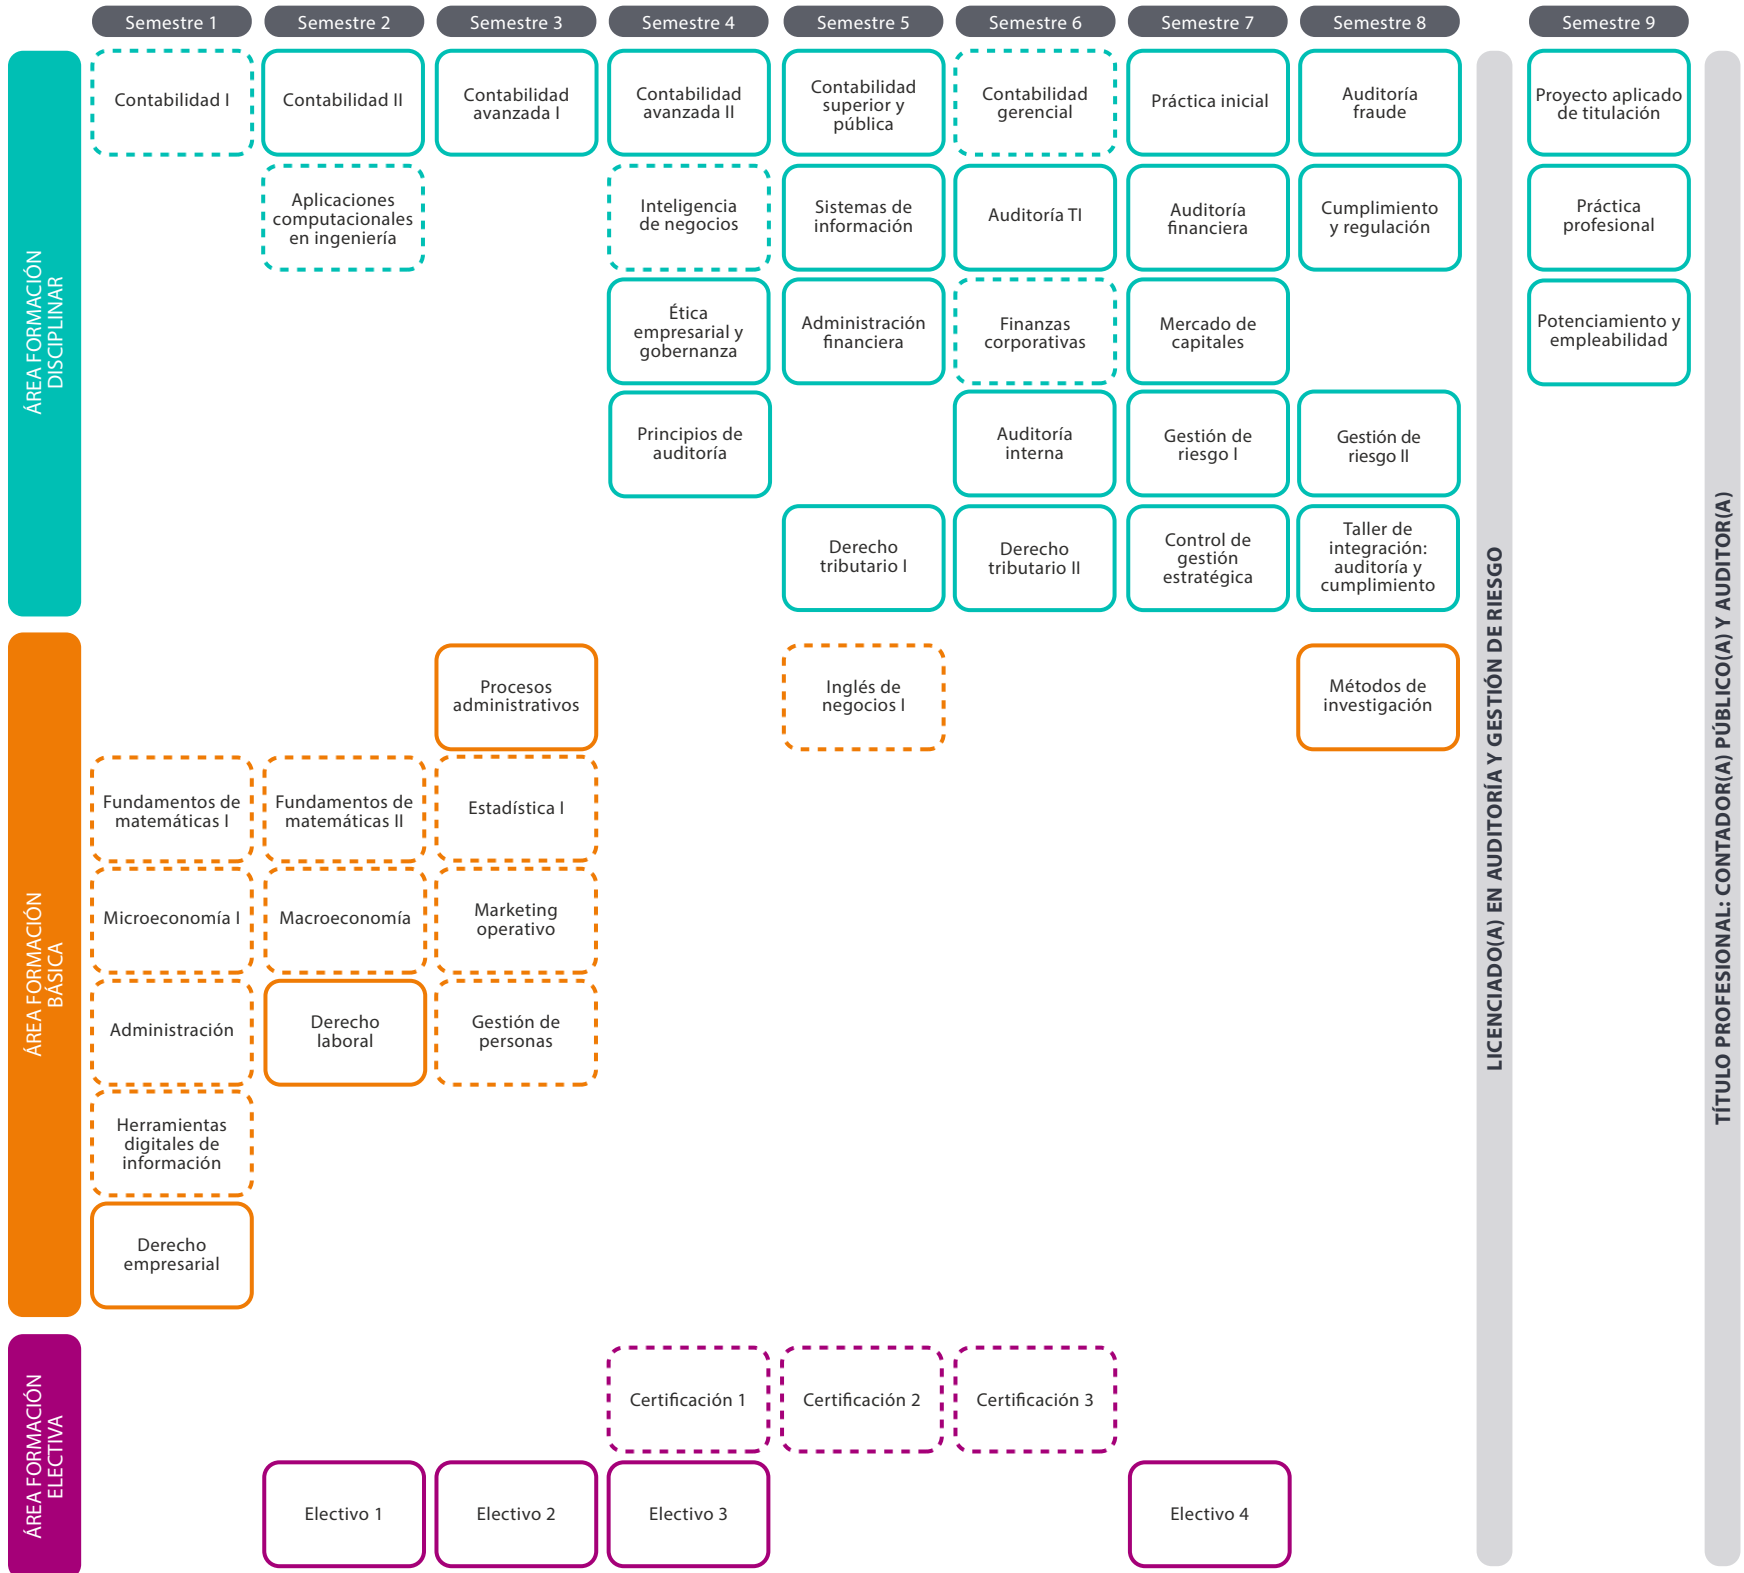 Semestre 1
Semestre 2
Semestre 3
Semestre 4
Semestre 5
Semestre 6
Semestre 7
Semestre 8
Semestre 9
ÁREA FORMACIÓN
DISCIPLINAR
Contabilidad I
Contabilidad II
Contabilidad
avanzada I
Contabilidad
avanzada II
Contabilidad
superior y
pública
Contabilidad
gerencial
Práctica inicial
Auditoría
fraude
Proyecto aplicado
de titulación
Aplicaciones
computacionales
en ingeniería
Inteligencia
de negocios
Sistemas de
información
Auditoría TI
Auditoría
financiera
Cumplimiento
y regulación
Práctica
profesional
Ética
empresarial y
gobernanza
Administración
financiera
Finanzas
corporativas
Mercado de
capitales
Potenciamiento y
empleabilidad
Principios de
auditoría
Auditoría
interna
Gestión de
riesgo I
Gestión de
riesgo II
Derecho
tributario I
Derecho
tributario II
Control de
gestión
estratégica
Taller de
integración:
auditoría y
cumplimiento
ÁREA FORMACIÓN
BÁSICA
Procesos
administrativos
Inglés de
negocios I
Métodos de
investigación
Fundamentos de
matemáticas I
Fundamentos de
matemáticas II
Estadística I
Microeconomía I
Macroeconomía
Marketing
operativo
Administración
Derecho
laboral
Gestión de
personas
Herramientas
digitales de
información
Derecho
empresarial
ÁREA FORMACIÓN
ELECTIVA
Certificación 1
Certificación 2
Certificación 3
Electivo 1
Electivo 2
Electivo 3
Electivo 4
LICENCIADO(A) EN AUDITORÍA Y GESTIÓN DE RIESGO
TÍTULO PROFESIONAL: CONTADOR(A) PÚBLICO(A) Y AUDITOR(A)